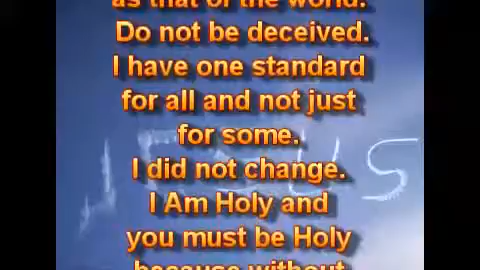 as that of the world.
Do not be deceived.
I have one standard
for all and not just
for some.
I did not change.
I Am Holy and
you must be Holy
because without
JESUS